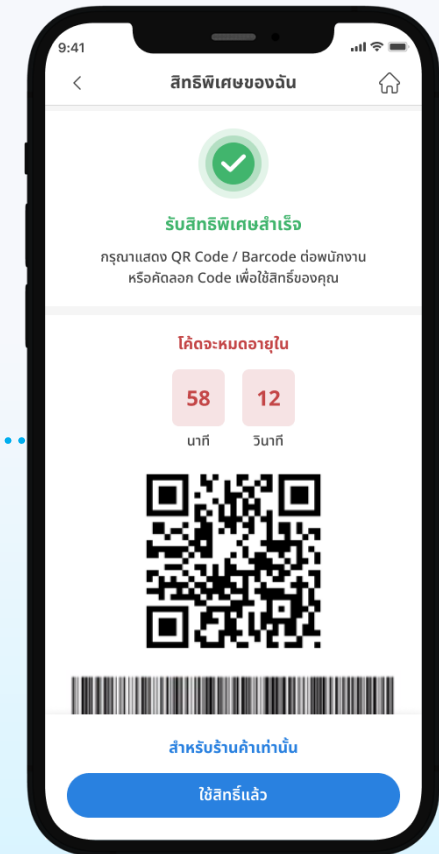 9:41
สิทธิพิเศษของฉัน
รับสิทธิพิเศษสำเร็จ
กรุณาแสดง QR Code / Barcode ต่อพนักงาน
หรือคัดลอก Code เพื่อใช้สิทธิ์ของคุณ
โค้ดจะหมดอายุใน
58 12
นาที วินาที
สำหรับร้านค้าเท่านั้น
ใช้สิทธิ์แล้ว